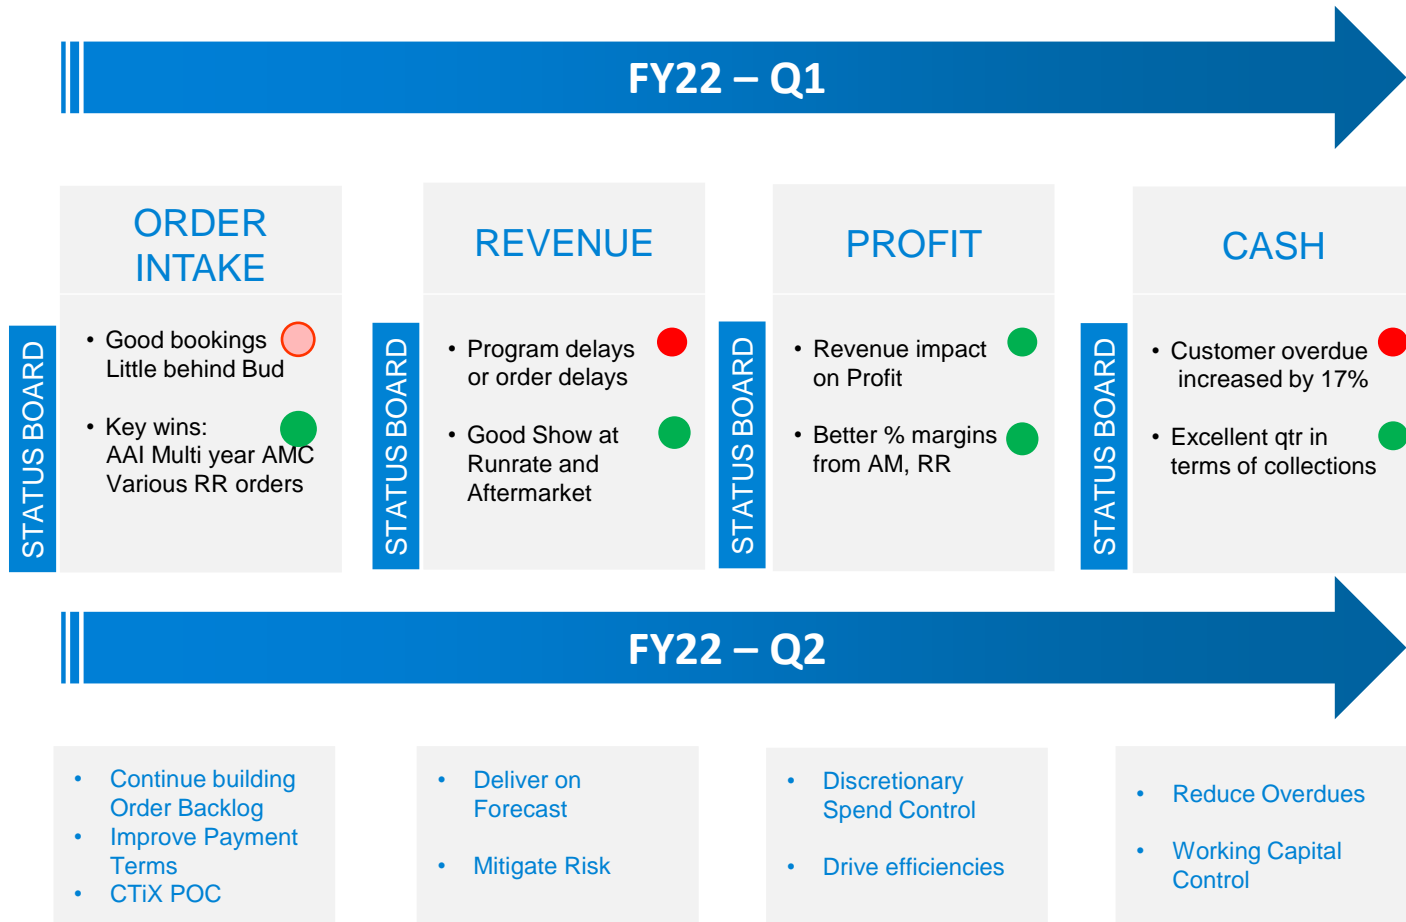 FY22 – Q1
ORDER
INTAKE
STATUS BOARD
• Good bookings
Little behind Bud
• Key wins:
AAI Multi year AMC
Various RR orders
REVENUE
STATUS BOARD
• Program delays
or order delays
• Good Show at
Runrate and
Aftermarket
PROFIT
STATUS BOARD
• Revenue impact
on Profit
• Better % margins
from AM, RR
CASH
STATUS BOARD
• Customer overdue
increased by 17%
• Excellent qtr in
terms of collections
FY22 – Q2
• Continue building
Order Backlog
• Improve Payment
Terms
• CTiX POC
• Deliver on
Forecast
• Mitigate Risk
• Discretionary
Spend Control
• Drive efficiencies
• Reduce Overdues
• Working Capital
Control